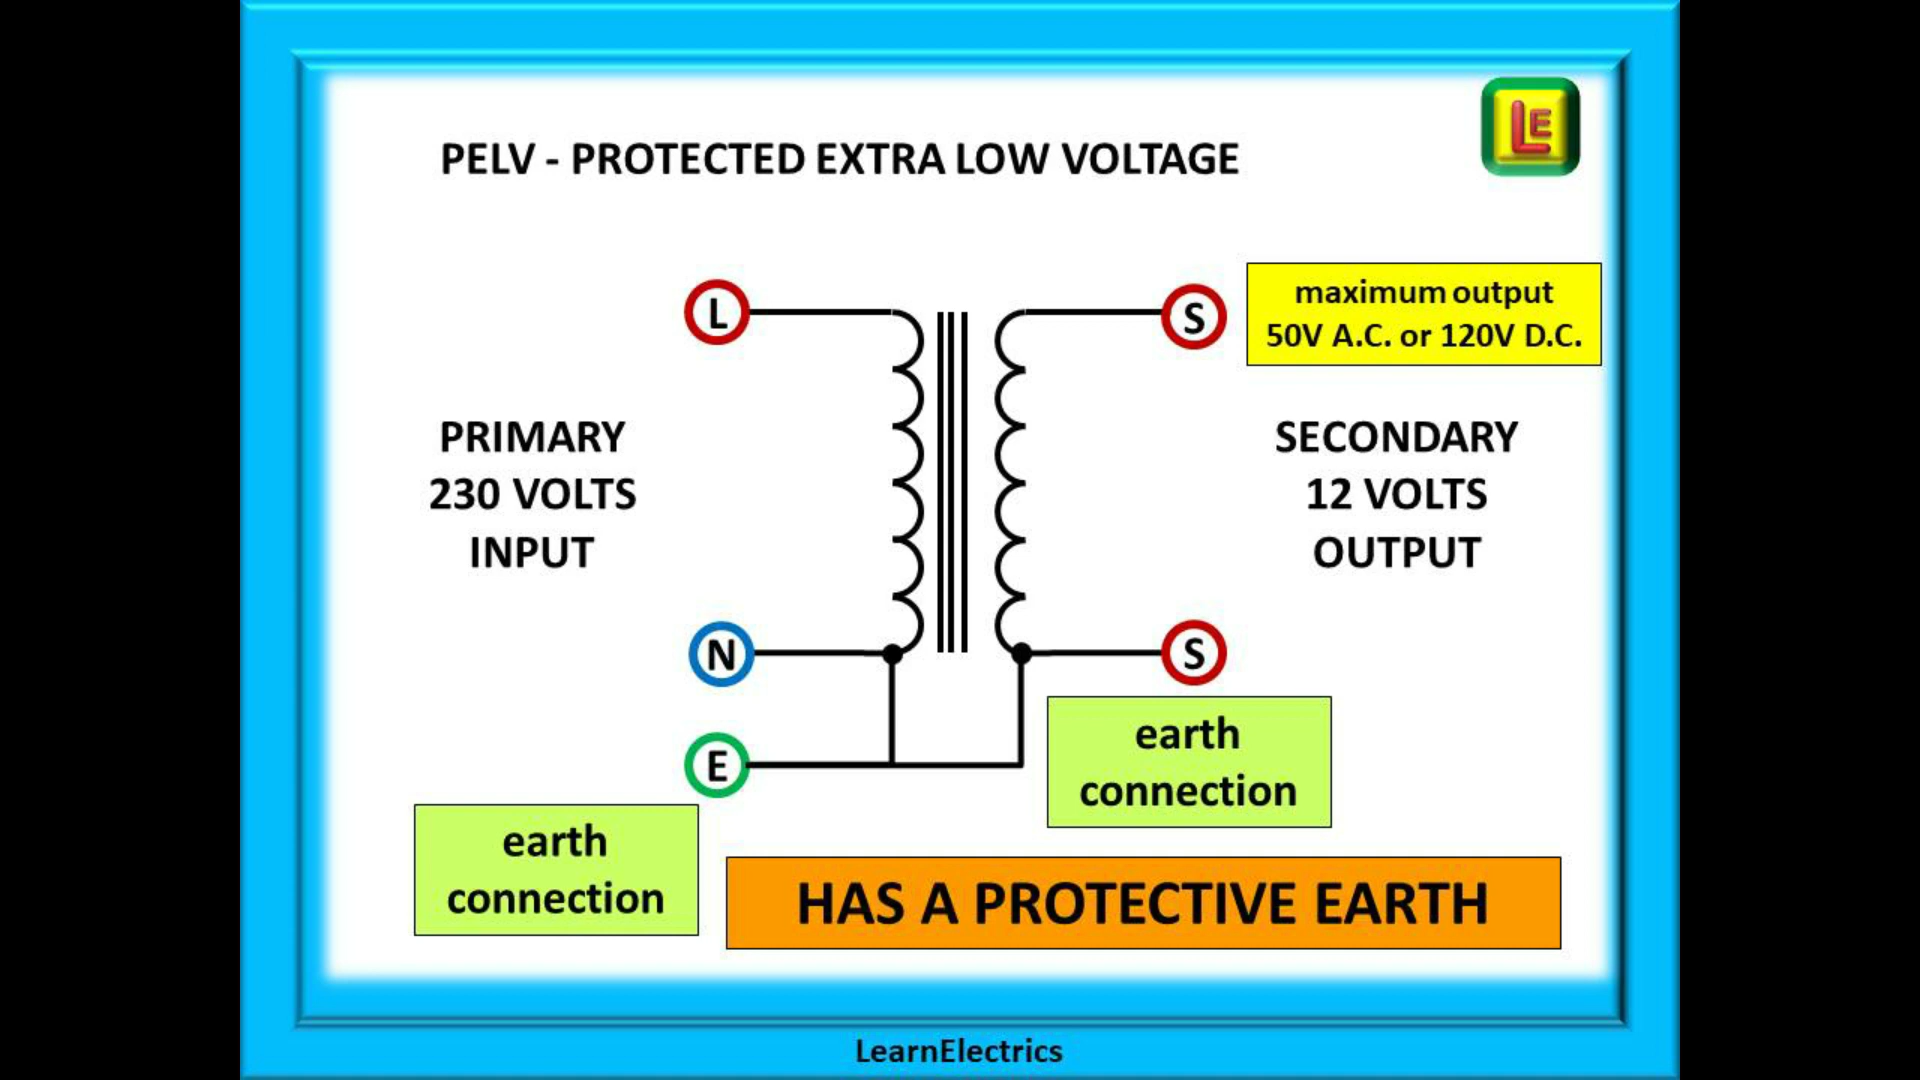 PELV - PROTECTED EXTRA LOW VOLTAGE
LE
L
S
maximum output
50V A.C. or 120V D.C.
PRIMARY
230 VOLTS
INPUT
SECONDARY
12 VOLTS
OUTPUT
N
S
E
earth
connection
earth
connection
HAS A PROTECTIVE EARTH
LearnElectrics